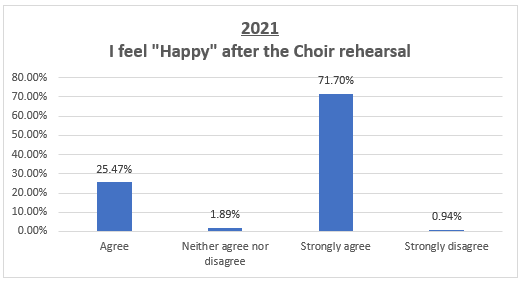 2021
I feel "Happy" after the Choir rehearsal
80.00%
70.00%
60.00%
50.00%
40.00%
30.00%
20.00%
10.00%
0.00%
25.47%
1.89%
71.70%
0.94%
Agree
Neither agree nor
disagree
Strongly agree
Strongly disagree